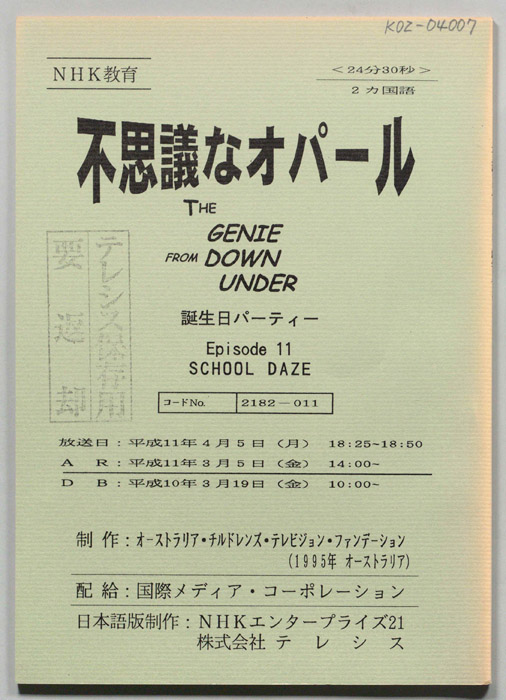 K02-04007
NHK教育
<24分30秒>
2ヵ国語
不思議なオパール
THE
GENIE
FROM DOWN
UNDER
テレシス保存用
要返却
誕生日パーティー
Episode 11
SCHOOL DAZE
コードNo. 2182-011
放送日:平成11年4月5日(月) 18:25~18:50
A R:平成11年3月5日(金) 14:00~
D B:平成10年3月19日(金) 10:00~
制作:オーストラリア・チルドレンズ・テレビジョン・ファンデーション
(1995年 オーストラリア)
配給:国際メディア・コーポレーション
日本語版制作:NHKエンタープライズ21
株式会社 テレシス